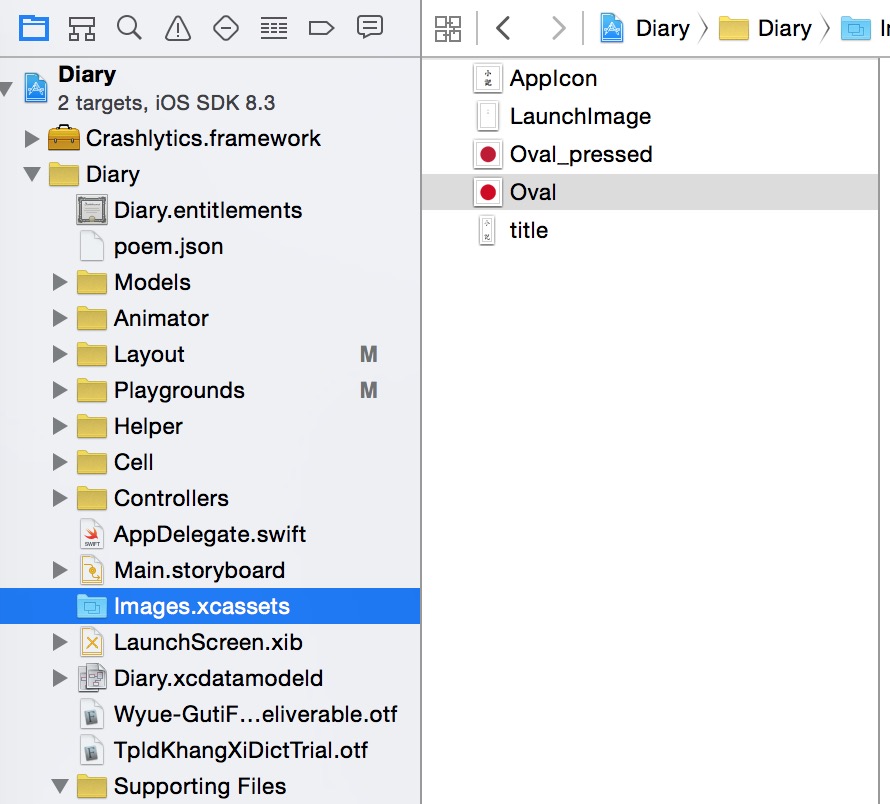 Diary
2 targets, iOS SDK 8.3
Crashlytics.framework
Diary
Diary.entitlements
poem.json
Models
Animator
Layout M
Playgrounds M
Helper
Cell
Controllers
AppDelegate.swift
Main.storyboard
Images.xcassets
LaunchScreen.xib
Diary.xcdatamodeld
Wyue-GutiF...eliverable.otf
TpldKhangXiDictTrial.otf
Supporting Files
Diary
Diary
AppIcon
LaunchImage
Oval_pressed
Oval
title